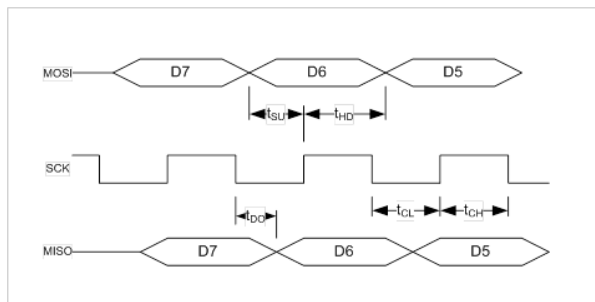 MOSI D7 D6 D5
tSU tHD
SCK
tDO tCL tCH
MISO D7 D6 D5